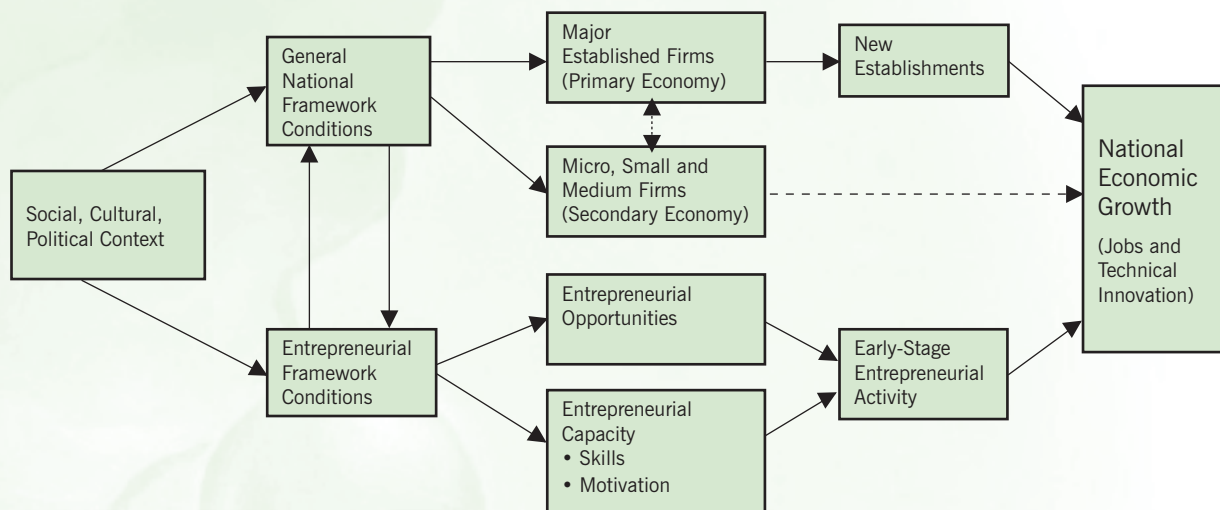 Social, Cultural,
Political Context
General
National
Framework
Conditions
Entrepreneurial
Framework
Conditions
Major
Established Firms
(Primary Economy)
Micro, Small and
Medium Firms
(Secondary Economy)
Entrepreneurial
Opportunities
Entrepreneurial
Capacity
• Skills
• Motivation
New
Establishments
Early-Stage
Entrepreneurial
Activity
National
Economic
Growth
(Jobs and
Technical
Innovation)